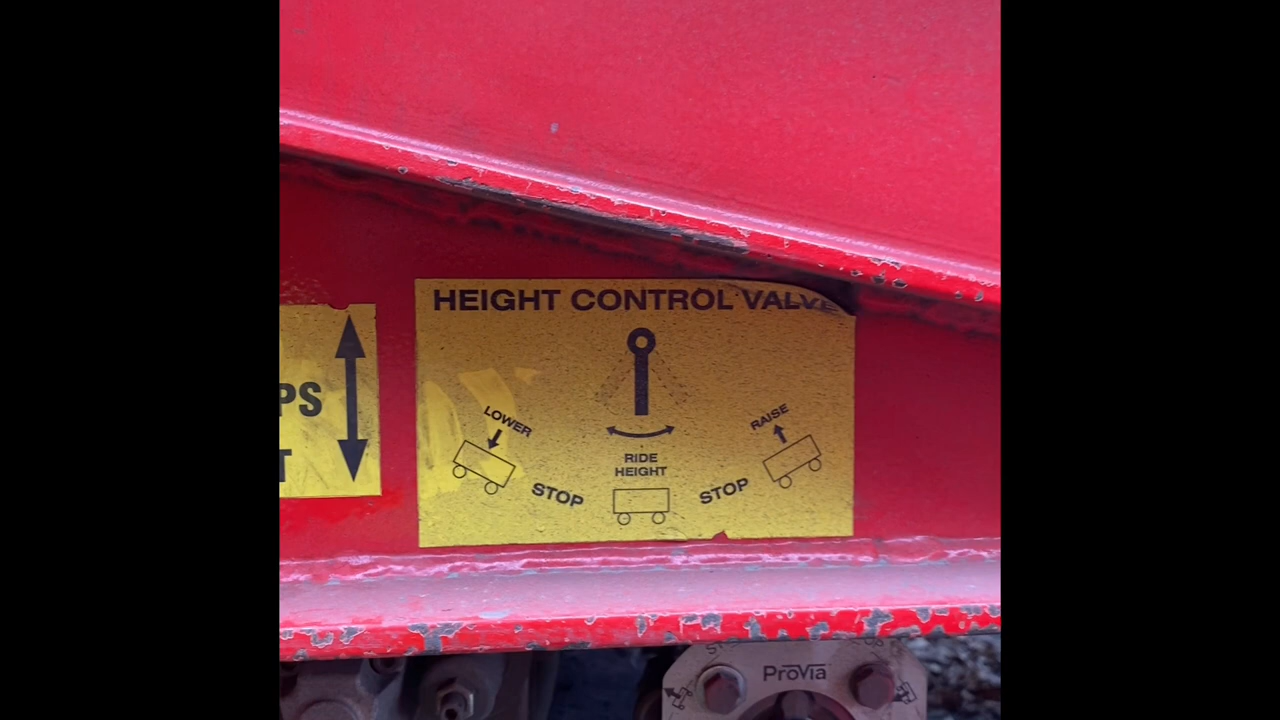 HEIGHT CONTROL VALVE
PS
T
LOWER
RAISE
RIDE
HEIGHT
STOP
STOP
ProVia